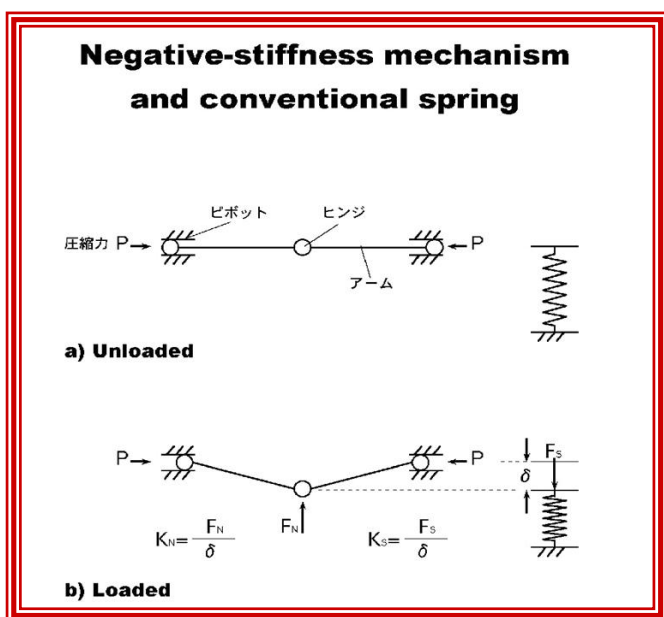 Negative-stiffness mechanism
and conventional spring
ピボット ヒンジ
圧縮力 P P
アーム
a) Unloaded
P P Fs
δ
FN
KN= FN/δ Ks= Fs/δ
b) Loaded